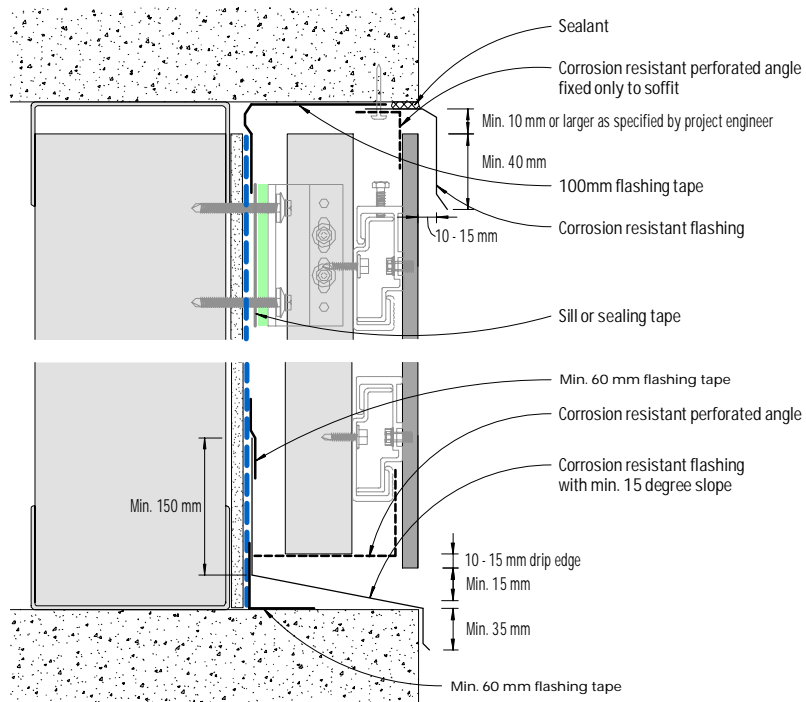 Sealant
Corrosion resistant perforated angle
fixed only to soffit
Min. 10 mm or larger as specified by project engineer
Min. 40 mm
100mm flashing tape
Corrosion resistant flashing
10 - 15 mm
Sill or sealing tape
Min. 60 mm flashing tape
Corrosion resistant perforated angle
Corrosion resistant flashing
with min. 15 degree slope
Min. 150 mm
10 - 15 mm drip edge
Min. 15 mm
Min. 35 mm
Min. 60 mm flashing tape